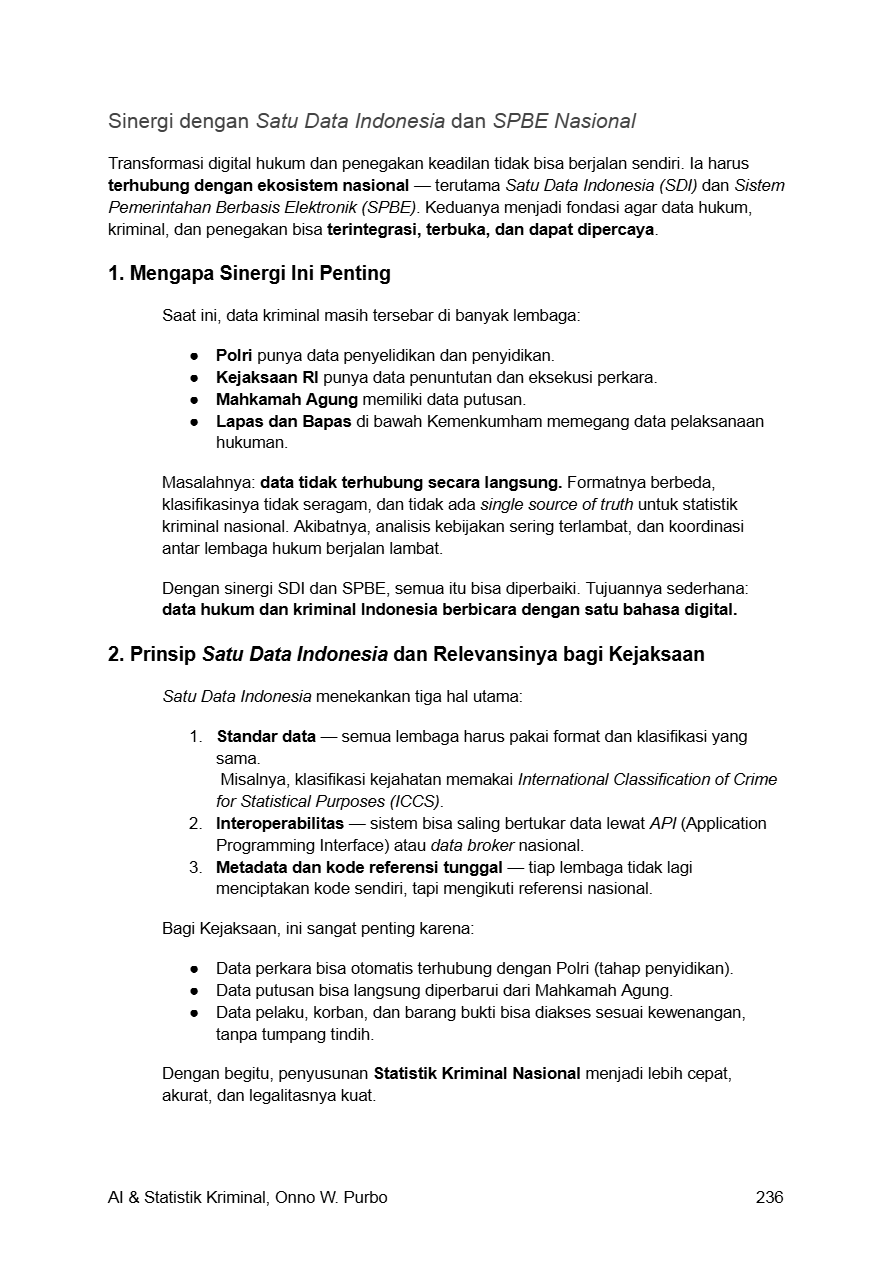 Sinergi dengan Satu Data Indonesia dan SPBE Nasional
Transformasi digital hukum dan penegakan keadilan tidak bisa berjalan sendiri. Ia harus
terhubung dengan ekosistem nasional — terutama Satu Data Indonesia (SDI) dan Sistem
Pemerintahan Berbasis Elektronik (SPBE). Keduanya menjadi fondasi agar data hukum,
kriminal, dan penegakan bisa terintegrasi, terbuka, dan dapat dipercaya.
1. Mengapa Sinergi Ini Penting
Saat ini, data kriminal masih tersebar di banyak lembaga:
● Polri punya data penyelidikan dan penyidikan.
● Kejaksaan RI punya data penuntutan dan eksekusi perkara.
● Mahkamah Agung memiliki data putusan.
● Lapas dan Bapas di bawah Kemenkumham memegang data pelaksanaan
hukuman.
Masalahnya: data tidak terhubung secara langsung. Formatnya berbeda,
klasifikasinya tidak seragam, dan tidak ada single source of truth untuk statistik
kriminal nasional. Akibatnya, analisis kebijakan sering terlambat, dan koordinasi
antar lembaga hukum berjalan lambat.
Dengan sinergi SDI dan SPBE, semua itu bisa diperbaiki. Tujuannya sederhana:
data hukum dan kriminal Indonesia berbicara dengan satu bahasa digital.
2. Prinsip Satu Data Indonesia dan Relevansinya bagi Kejaksaan
Satu Data Indonesia menekankan tiga hal utama:
1. Standar data — semua lembaga harus pakai format dan klasifikasi yang
sama.
Misalnya, klasifikasi kejahatan memakai International Classification of Crime
for Statistical Purposes (ICCS).
2. Interoperabilitas — sistem bisa saling bertukar data lewat API (Application
Programming Interface) atau data broker nasional.
3. Metadata dan kode referensi tunggal — tiap lembaga tidak lagi
menciptakan kode sendiri, tapi mengikuti referensi nasional.
Bagi Kejaksaan, ini sangat penting karena:
● Data perkara bisa otomatis terhubung dengan Polri (tahap penyidikan).
● Data putusan bisa langsung diperbarui dari Mahkamah Agung.
● Data pelaku, korban, dan barang bukti bisa diakses sesuai kewenangan,
tanpa tumpang tindih.
Dengan begitu, penyusunan Statistik Kriminal Nasional menjadi lebih cepat,
akurat, dan legalitasnya kuat.
AI & Statistik Kriminal, Onno W. Purbo 236